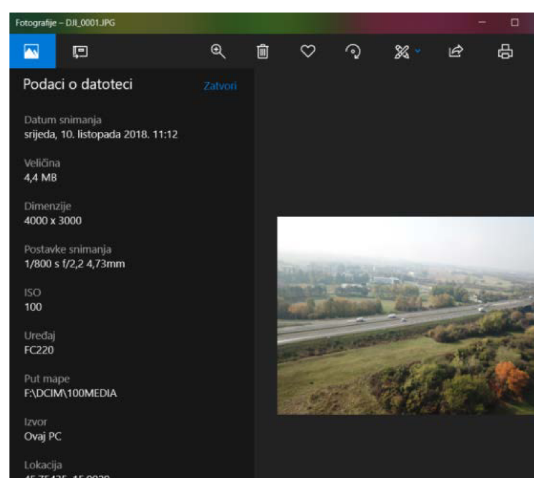 Fotografije – DJI_0001.JPG
Podaci o datoteci
Zatvori
Datum snimanja
srijeda, 10. listopada 2018. 11:12
Veličina
4,4 MB
Dimenzije
4000 x 3000
Postavke snimanja
1/800 s f/2,2 4,73mm
ISO
100
Uređaj
FC220
Put mape
F:\DCIM\100MEDIA
Izvor
Ovaj PC
Lokacija